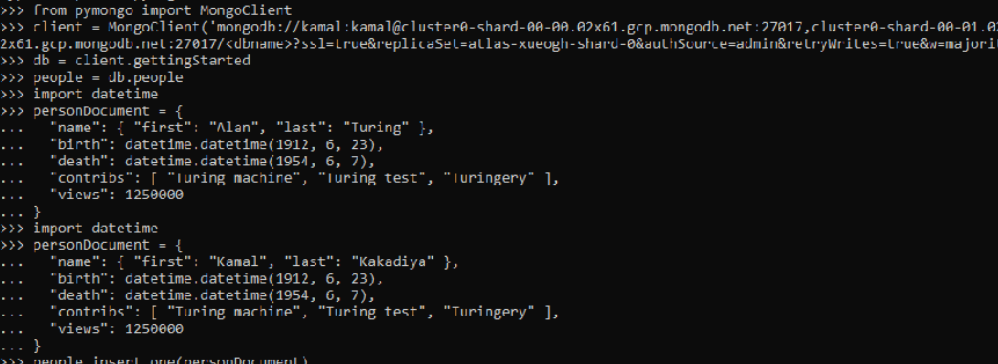 >>> from pymongo import MongoClient
>>> client = MongoClient('mongodb://kamal:kamal@cluster0-shard-00-00.02x61.gcp.mongodb.net:27017,cluster0-shard-00-01.02
2x61.gcp.mongodb.net:27017/<dbname>?ssl=true&replicaSet=atlas-xueogh-shard-0&authSource=admin&retryWrites=true&w=majorit
>>> db = client.gettingStarted
>>> people = db.people
>>> import datetime
>>> personDocument = {
...   "name": { "first": "Alan", "last": "Turing" },
...   "birth": datetime.datetime(1912, 6, 23),
...   "death": datetime.datetime(1954, 6, 7),
...   "contribs": [ "Turing machine", "Turing test", "Turingery" ],
...   "views": 1250000
... }
>>> import datetime
>>> personDocument = {
...   "name": { "first": "Kamal", "last": "Kakadiya" },
...   "birth": datetime.datetime(1912, 6, 23),
...   "death": datetime.datetime(1954, 6, 7),
...   "contribs": [ "Turing machine", "Turing test", "Turingery" ],
...   "views": 1250000
... }
>>> people.insert_one(personDocument)